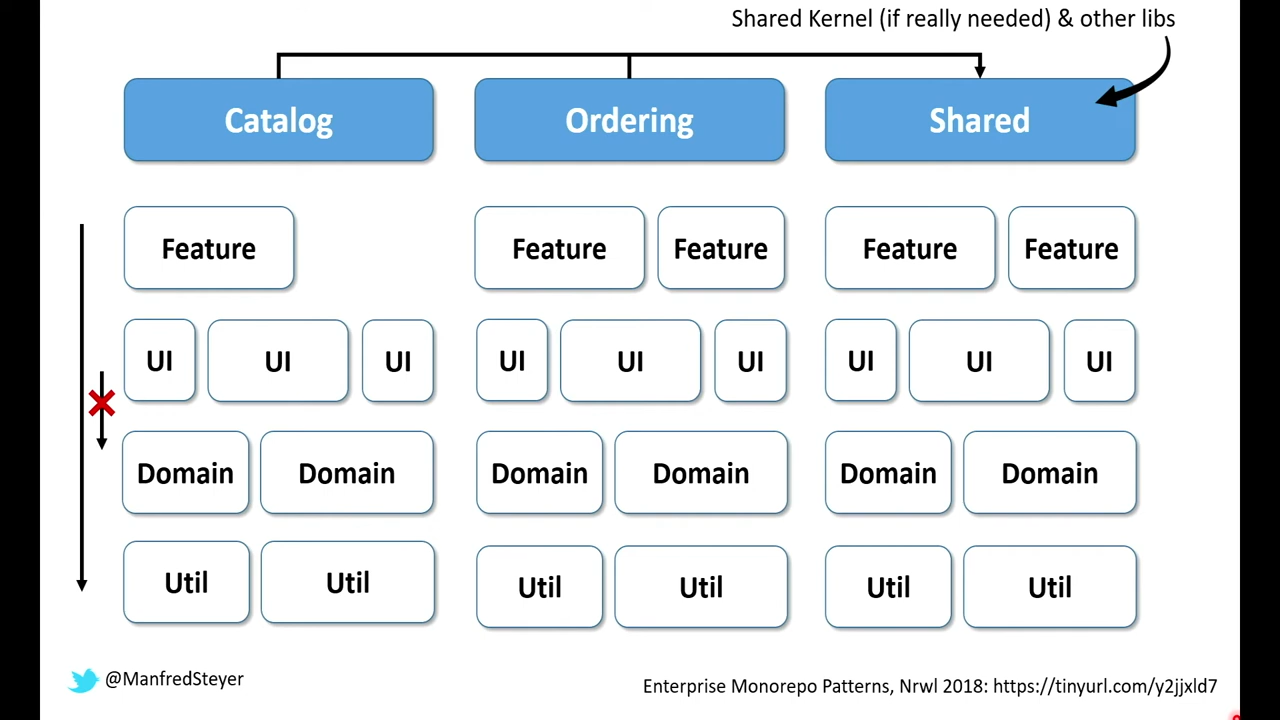 Shared Kernel (if really needed) & other libs
Catalog
Ordering
Shared
Feature
Feature
Feature
Feature
Feature
UI
UI
UI
UI
UI
UI
UI
UI
UI
Domain
Domain
Domain
Domain
Domain
Domain
Util
Util
Util
Util
Util
Util
@ManfredSteyer
Enterprise Monorepo Patterns, Nrwl 2018: https://tinyurl.com/y2jjxld7